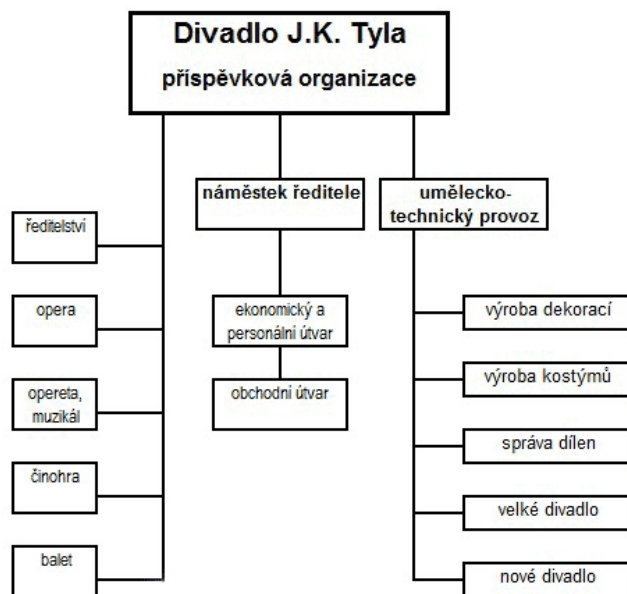 Divadlo J.K. Tyla
příspěvková organizace
náměstek ředitele
umělecko-
technický provoz
ředitelství
opera
opereta,
muzikál
činohra
balet
ekonomický a
personální útvar
obchodní útvar
výroba dekorací
výroba kostýmů
správa dílen
velké divadlo
nové divadlo